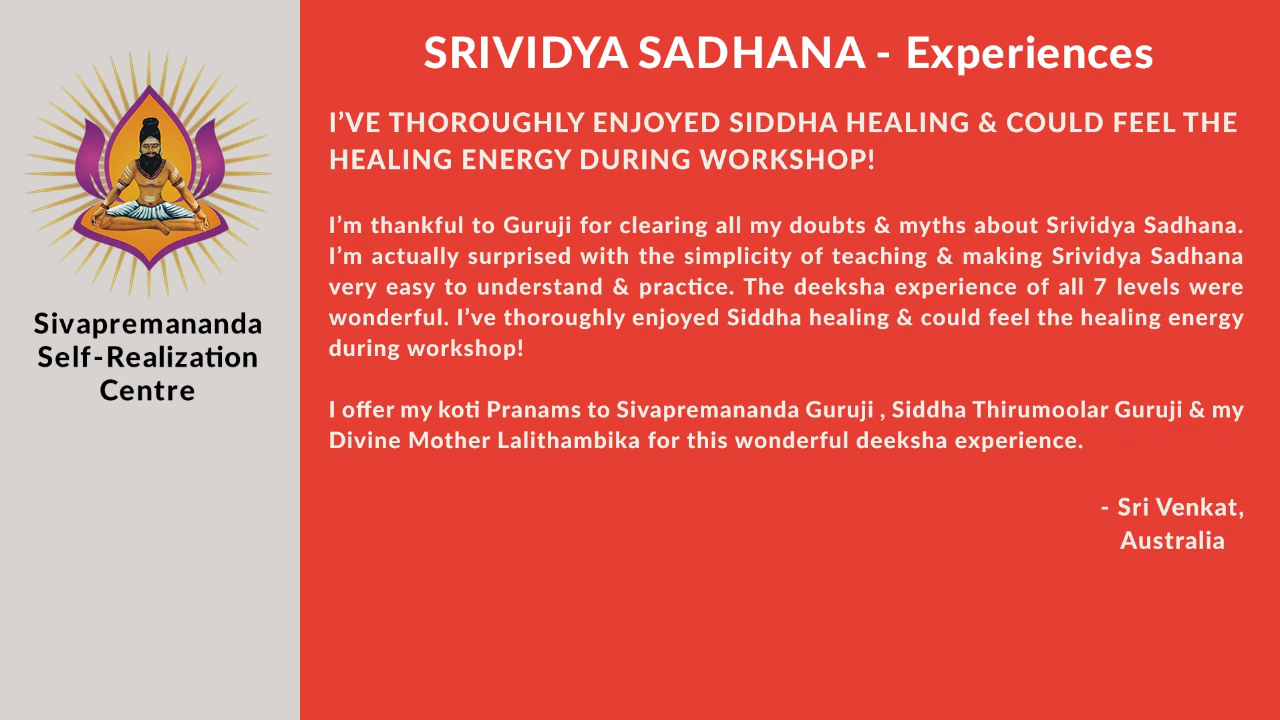 Sivapremananda
Self-Realization
Centre
SRIVIDYA SADHANA - Experiences
I’VE THOROUGHLY ENJOYED SIDDHA HEALING & COULD FEEL THE
HEALING ENERGY DURING WORKSHOP!
I’m thankful to Guruji for clearing all my doubts & myths about Srividya Sadhana.
I’m actually surprised with the simplicity of teaching & making Srividya Sadhana
very easy to understand & practice. The deeksha experience of all 7 levels were
wonderful. I’ve thoroughly enjoyed Siddha healing & could feel the healing energy
during workshop!
I offer my koti Pranams to Sivapremananda Guruji , Siddha Thirumoolar Guruji & my
Divine Mother Lalithambika for this wonderful deeksha experience.
- Sri Venkat,
Australia